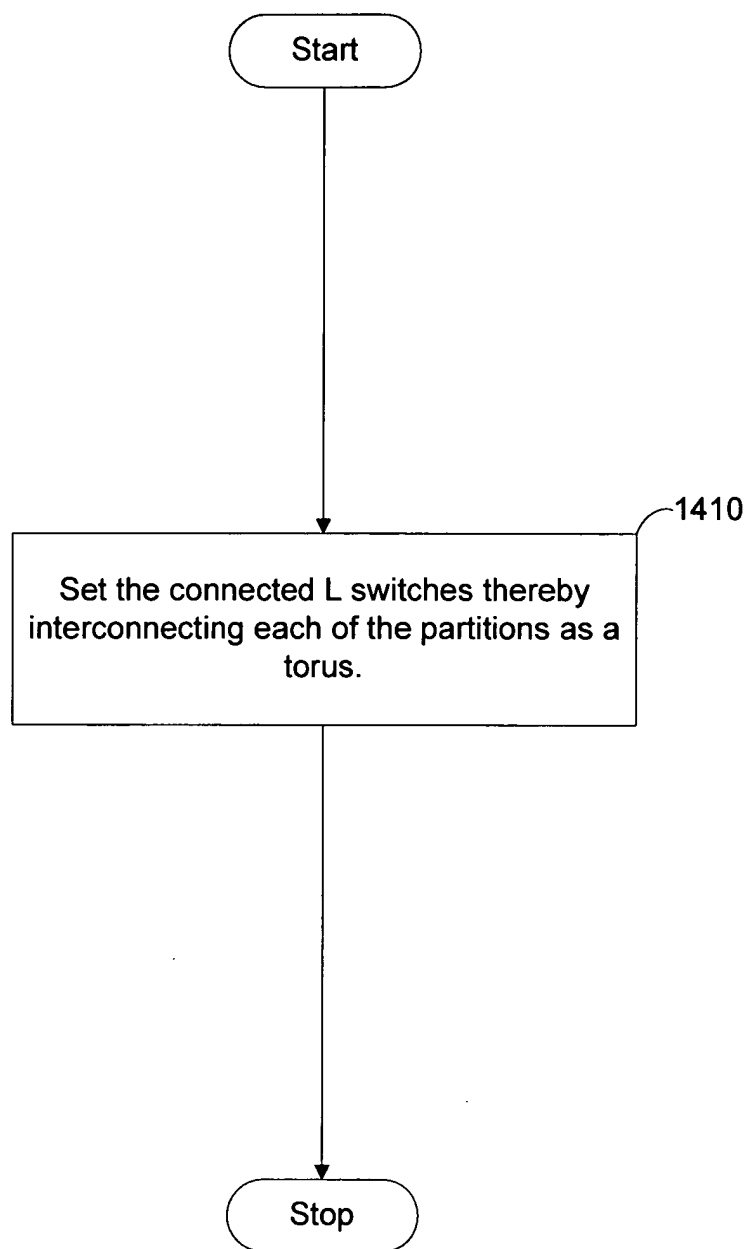 Start
1410
Set the connected L switches thereby
interconnecting each of the partitions as a
torus.
Stop